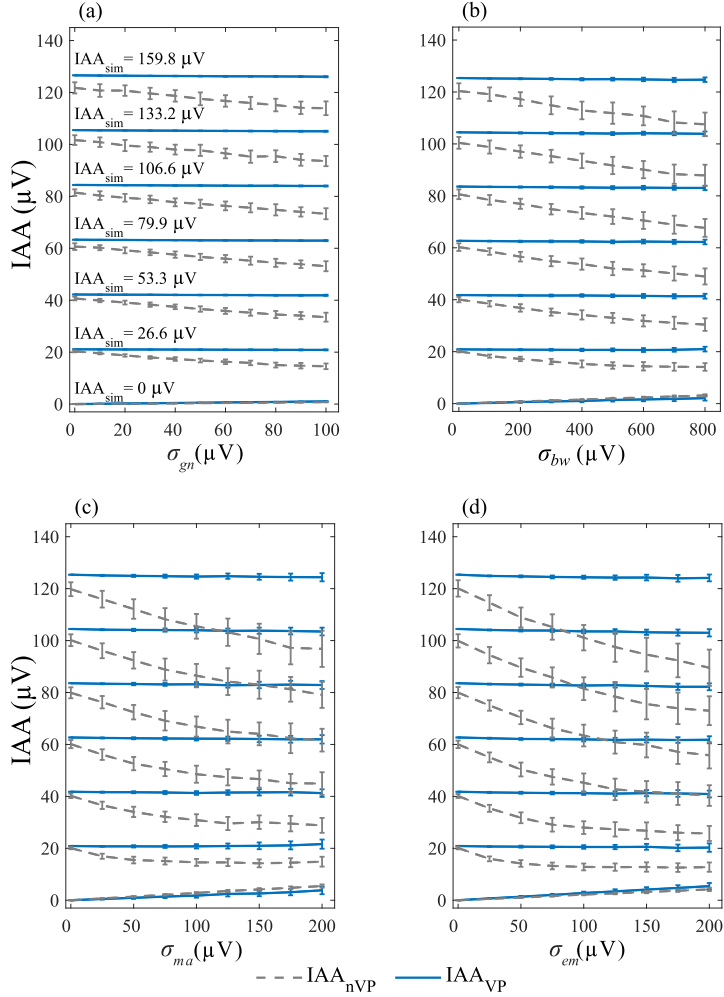 (a)
(b)
IAA (μV)
140
120
100
80
60
40
20
0
IAA_sim = 159.8 μV
IAA_sim = 133.2 μV
IAA_sim = 106.6 μV
IAA_sim = 79.9 μV
IAA_sim = 53.3 μV
IAA_sim = 26.6 μV
IAA_sim = 0 μV
0 20 40 60 80 100
σ_gn (μV)
140
120
100
80
60
40
20
0
0 200 400 600 800
σ_bw (μV)
(c)
(d)
IAA (μV)
140
120
100
80
60
40
20
0
0 50 100 150 200
σ_ma (μV)
140
120
100
80
60
40
20
0
0 50 100 150 200
σ_em (μV)
IAA_nVP IAA_VP